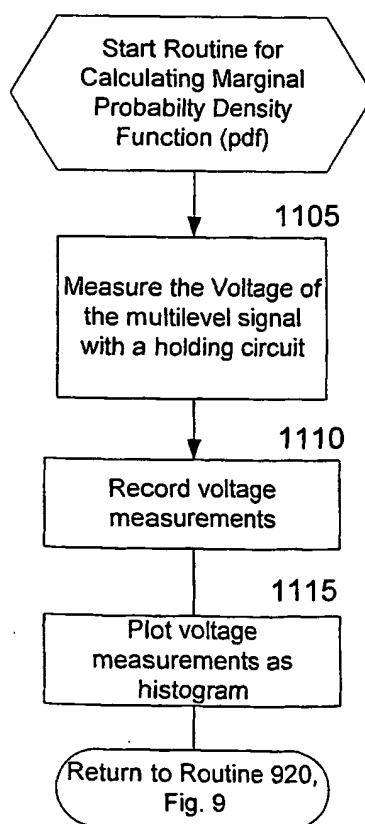 Start Routine for
Calculating Marginal
Probabilty Density
Function (pdf)
1105
Measure the Voltage of
the multilevel signal
with a holding circuit
1110
Record voltage
measurements
1115
Plot voltage
measurements as
histogram
Return to Routine 920,
Fig. 9